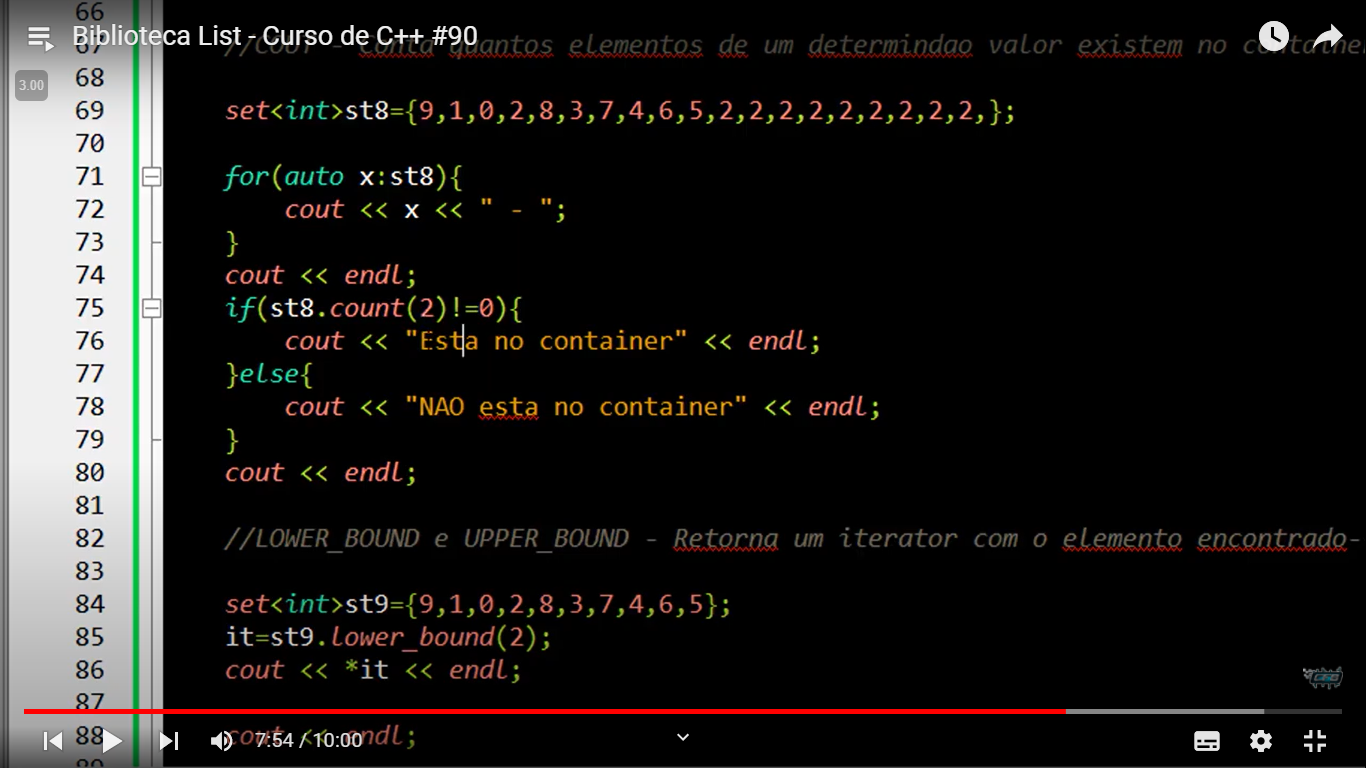 66
Biblioteca List - Curso de C++ #90
67 - Conta quantos elementos de um determindao valor existem no
3.00
68
69 set<int>st8={9,1,0,2,8,3,7,4,6,5,2,2,2,2,2,2,2,2,2,};
70
71 for(auto x:st8){
72 cout << x << " - ";
73 }
74 cout << endl;
75 if(st8.count(2)!=0){
76 cout << "Esta no container" << endl;
77 }else{
78 cout << "NAO esta no container" << endl;
79 }
80 cout << endl;
81
82 //LOWER_BOUND e UPPER_BOUND - Retorna um iterator com o elemento encontrado-
83
84 set<int>st9={9,1,0,2,8,3,7,4,6,5};
85 it=st9.lower_bound(2);
86 cout << *it << endl;
87
88 cout << endl;
7:54 / 10:00